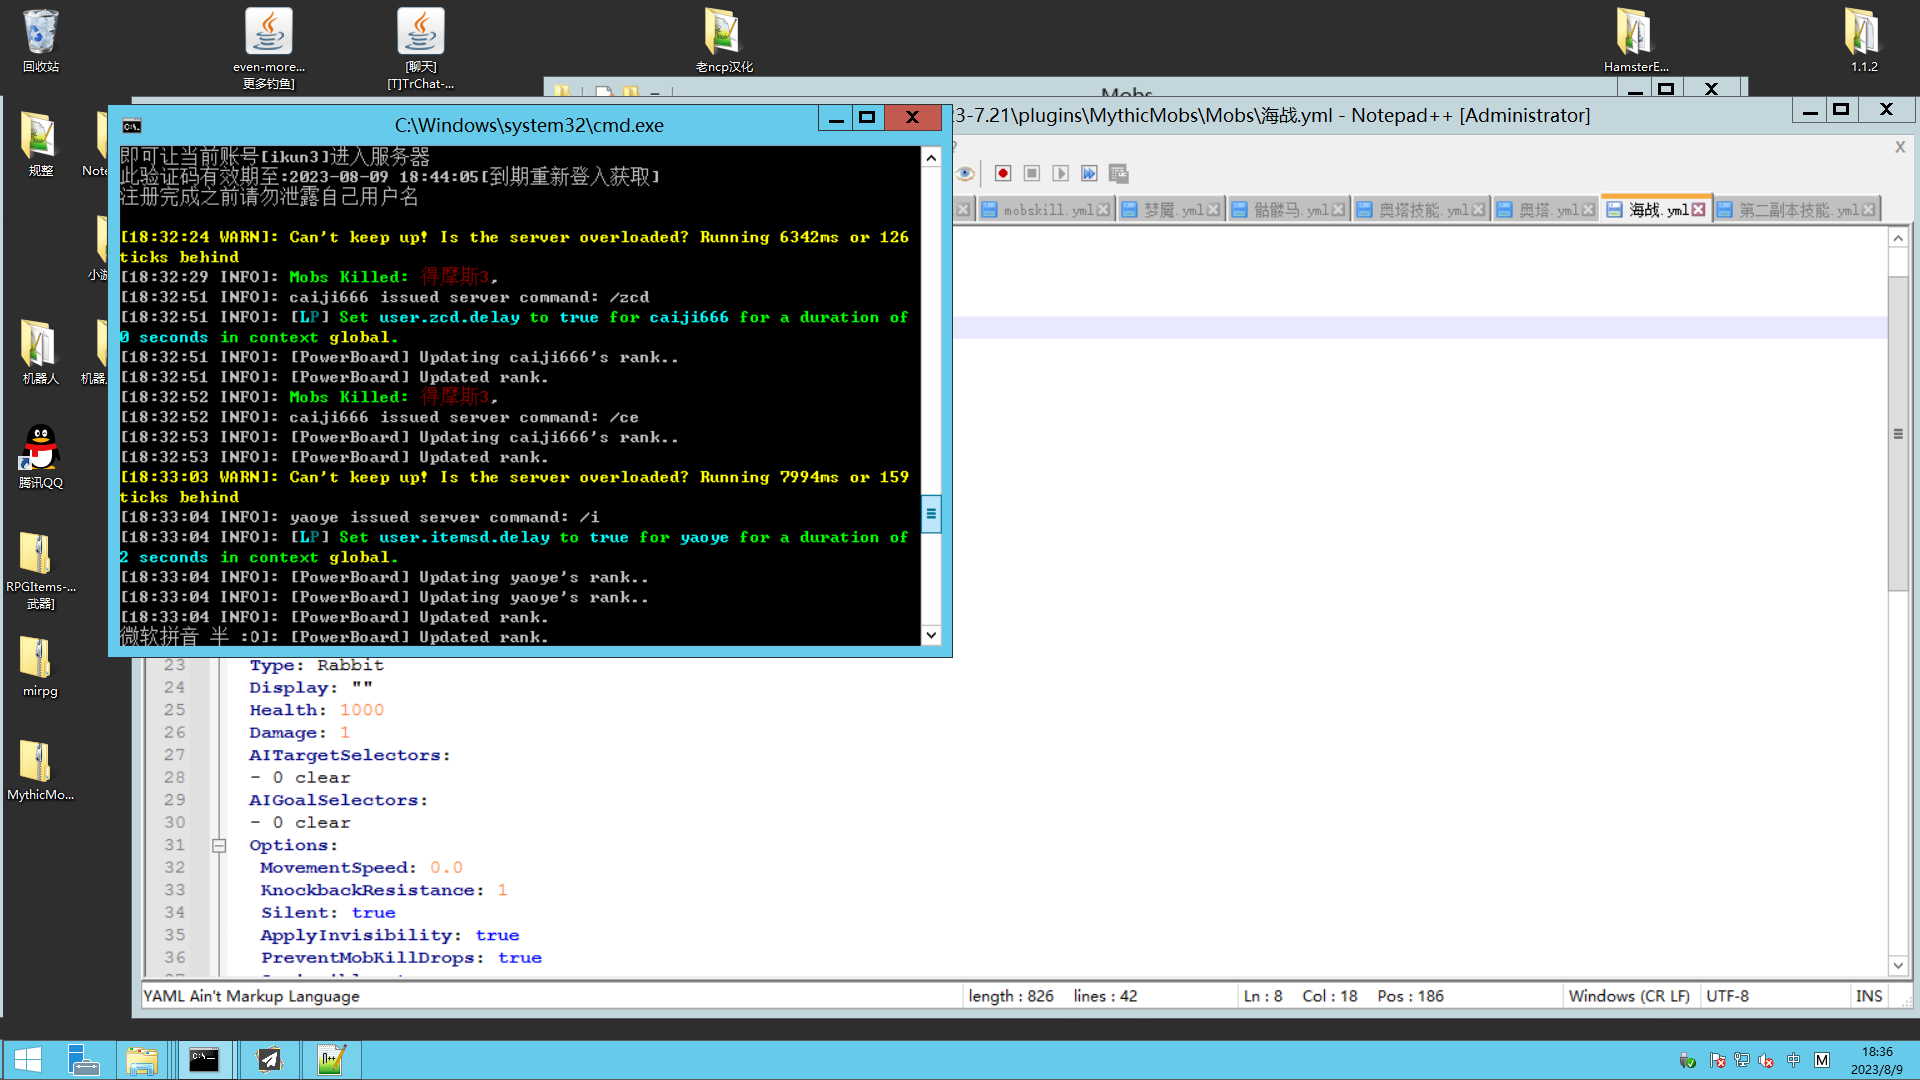 回收站
even-more...
更多钓鱼]
[聊天]
[T]TrChat-...
老ncp汉化
HamsterE...
1.1.2
规整
Note
小游
机器人
机器
腾讯QQ
RPGItems-...
武器]
mirpg
MythicMo...
Mobs
C:\Windows\system32\cmd.exe
即可让当前账号[ikun3]进入服务器
此验证码有效期至:2023-08-09 18:44:05[到期重新登入获取]
注册完成之前请勿泄露自己用户名
[18:32:24 WARN]: Can't keep up! Is the server overloaded? Running 6342ms or 126
ticks behind
[18:32:29 INFO]: Mobs Killed: 得摩斯3,
[18:32:51 INFO]: caiji666 issued server command: /zcd
[18:32:51 INFO]: [LP] Set user.zcd.delay to true for caiji666 for a duration of
0 seconds in context global.
[18:32:51 INFO]: [PowerBoard] Updating caiji666's rank..
[18:32:51 INFO]: [PowerBoard] Updated rank.
[18:32:52 INFO]: Mobs Killed: 得摩斯3,
[18:32:52 INFO]: caiji666 issued server command: /ce
[18:32:53 INFO]: [PowerBoard] Updating caiji666's rank..
[18:32:53 INFO]: [PowerBoard] Updated rank.
[18:33:03 WARN]: Can't keep up! Is the server overloaded? Running 7994ms or 159
ticks behind
[18:33:04 INFO]: yaoye issued server command: /i
[18:33:04 INFO]: [LP] Set user.itemsd.delay to true for yaoye for a duration of
2 seconds in context global.
[18:33:04 INFO]: [PowerBoard] Updating yaoye's rank..
[18:33:04 INFO]: [PowerBoard] Updating yaoye's rank..
[18:33:04 INFO]: [PowerBoard] Updated rank.
微软拼音 半 :O]: [PowerBoard] Updated rank.
3-7.21\plugins\MythicMobs\Mobs\海战.yml - Notepad++ [Administrator]
mobskill.yml 梦魇.yml 骷髅马.yml 奥塔技能.yml 奥塔.yml 海战.yml 第二副本技能.yml
23 Type: Rabbit
24 Display: ""
25 Health: 1000
26 Damage: 1
27 AITargetSelectors:
28 - 0 clear
29 AIGoalSelectors:
30 - 0 clear
31 Options:
32 MovementSpeed: 0.0
33 KnockbackResistance: 1
34 Silent: true
35 ApplyInvisibility: true
36 PreventMobKillDrops: true
YAML Ain't Markup Language length : 826 lines : 42 Ln : 8 Col : 18 Pos : 186 Windows (CR LF) UTF-8 INS
中 M 18:36
2023/8/9